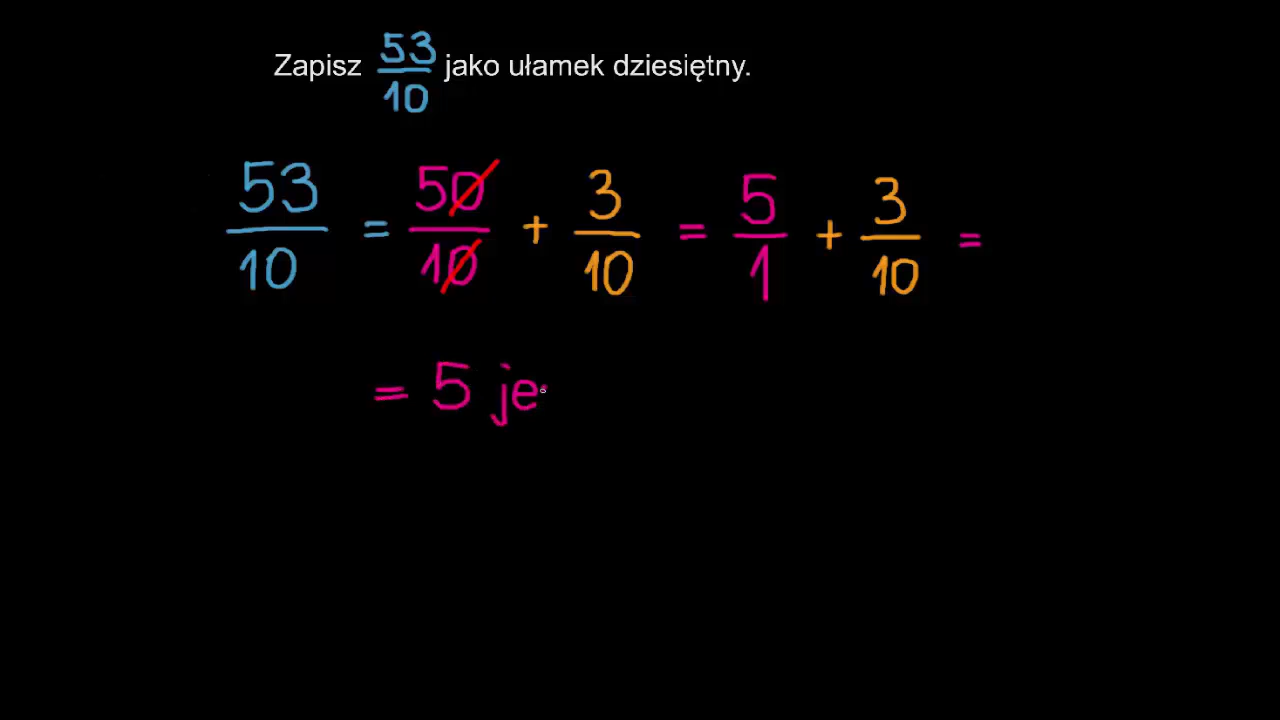 Zapisz 53/10 jako ułamek dziesiętny.
53/10 = 50/10 + 3/10 = 5/1 + 3/10 =
= 5 je